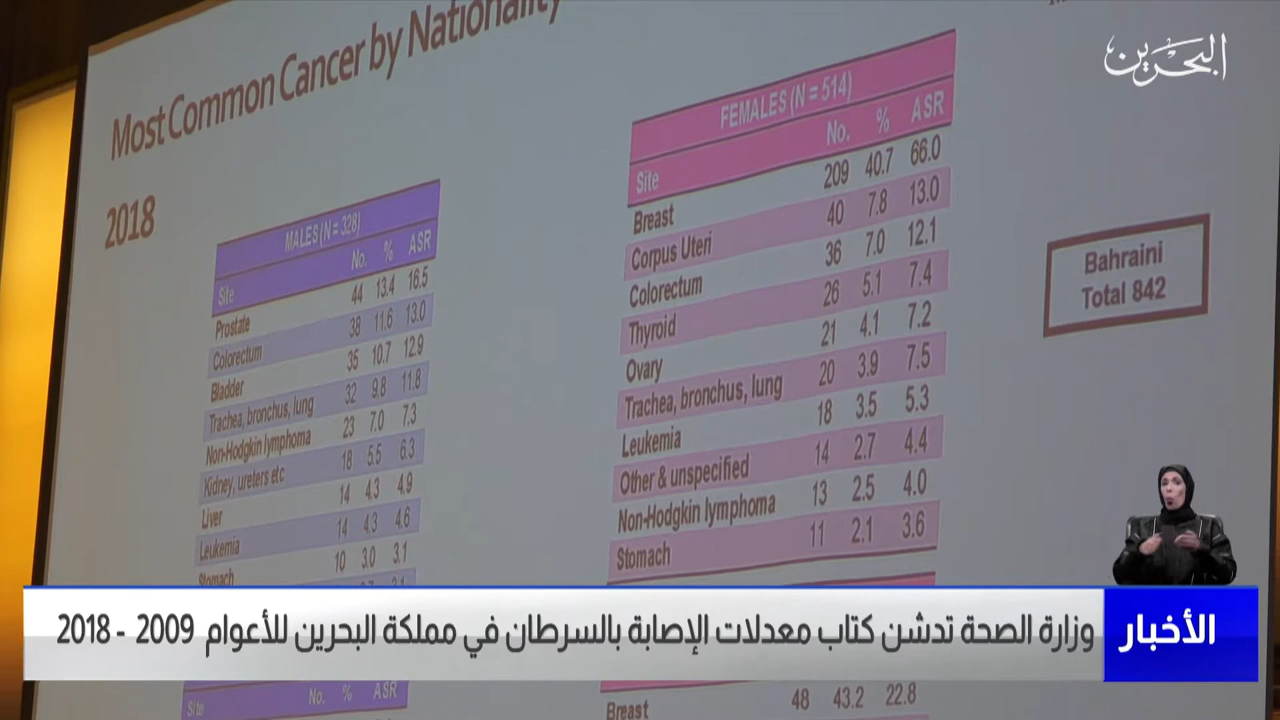 Most Common Cancer by Nationality
البحرين
2018
MALES (N = 328)
Site No. % ASR
Prostate 44 13.4 16.5
Colorectum 38 11.6 13.0
Bladder 35 10.7 12.9
Trachea, bronchus, lung 32 9.8 11.8
Non-Hodgkin lymphoma 23 7.0 7.3
Kidney, ureters etc 18 5.5 6.3
Liver 14 4.3 4.9
Leukemia 14 4.3 4.6
Stomach 10 3.0 3.1
FEMALES (N = 514)
Site No. % ASR
Breast 209 40.7 66.0
Corpus Uteri 40 7.8 13.0
Colorectum 36 7.0 12.1
Thyroid 26 5.1 7.4
Ovary 21 4.1 7.2
Trachea, bronchus, lung 20 3.9 7.5
Leukemia 18 3.5 5.3
Other & unspecified 14 2.7 4.4
Non-Hodgkin lymphoma 13 2.5 4.0
Stomach 11 2.1 3.6
Bahraini
Total 842
الأخبار
وزارة الصحة تدشن كتاب معدلات الإصابة بالسرطان في مملكة البحرين للأعوام 2009 - 2018
Site No. % ASR
Breast 48 43.2 22.8